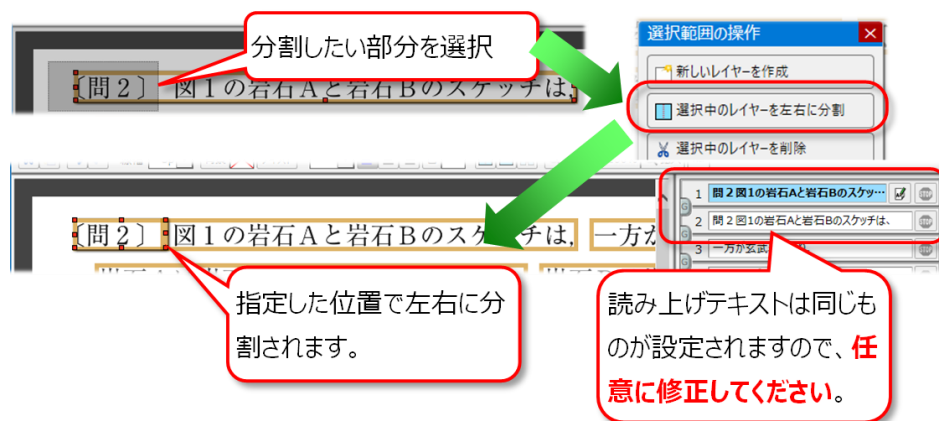 分割したい部分を選択
〔問２〕 図１の岩石Ａと岩石Ｂのスケッチは,
選択範囲の操作
新しいレイヤーを作成
選択中のレイヤーを左右に分割
選択中のレイヤーを削除
〔問２〕 図１の岩石Ａと岩石Ｂのスケッチは, 一方が
1 問２図1の岩石Aと岩石Bのスケッ…
2 問２図1の岩石Aと岩石Bのスケッチは、
3 一方が玄武
指定した位置で左右に分
割されます。
読み上げテキストは同じも
のが設定されますので、任
意に修正してください。